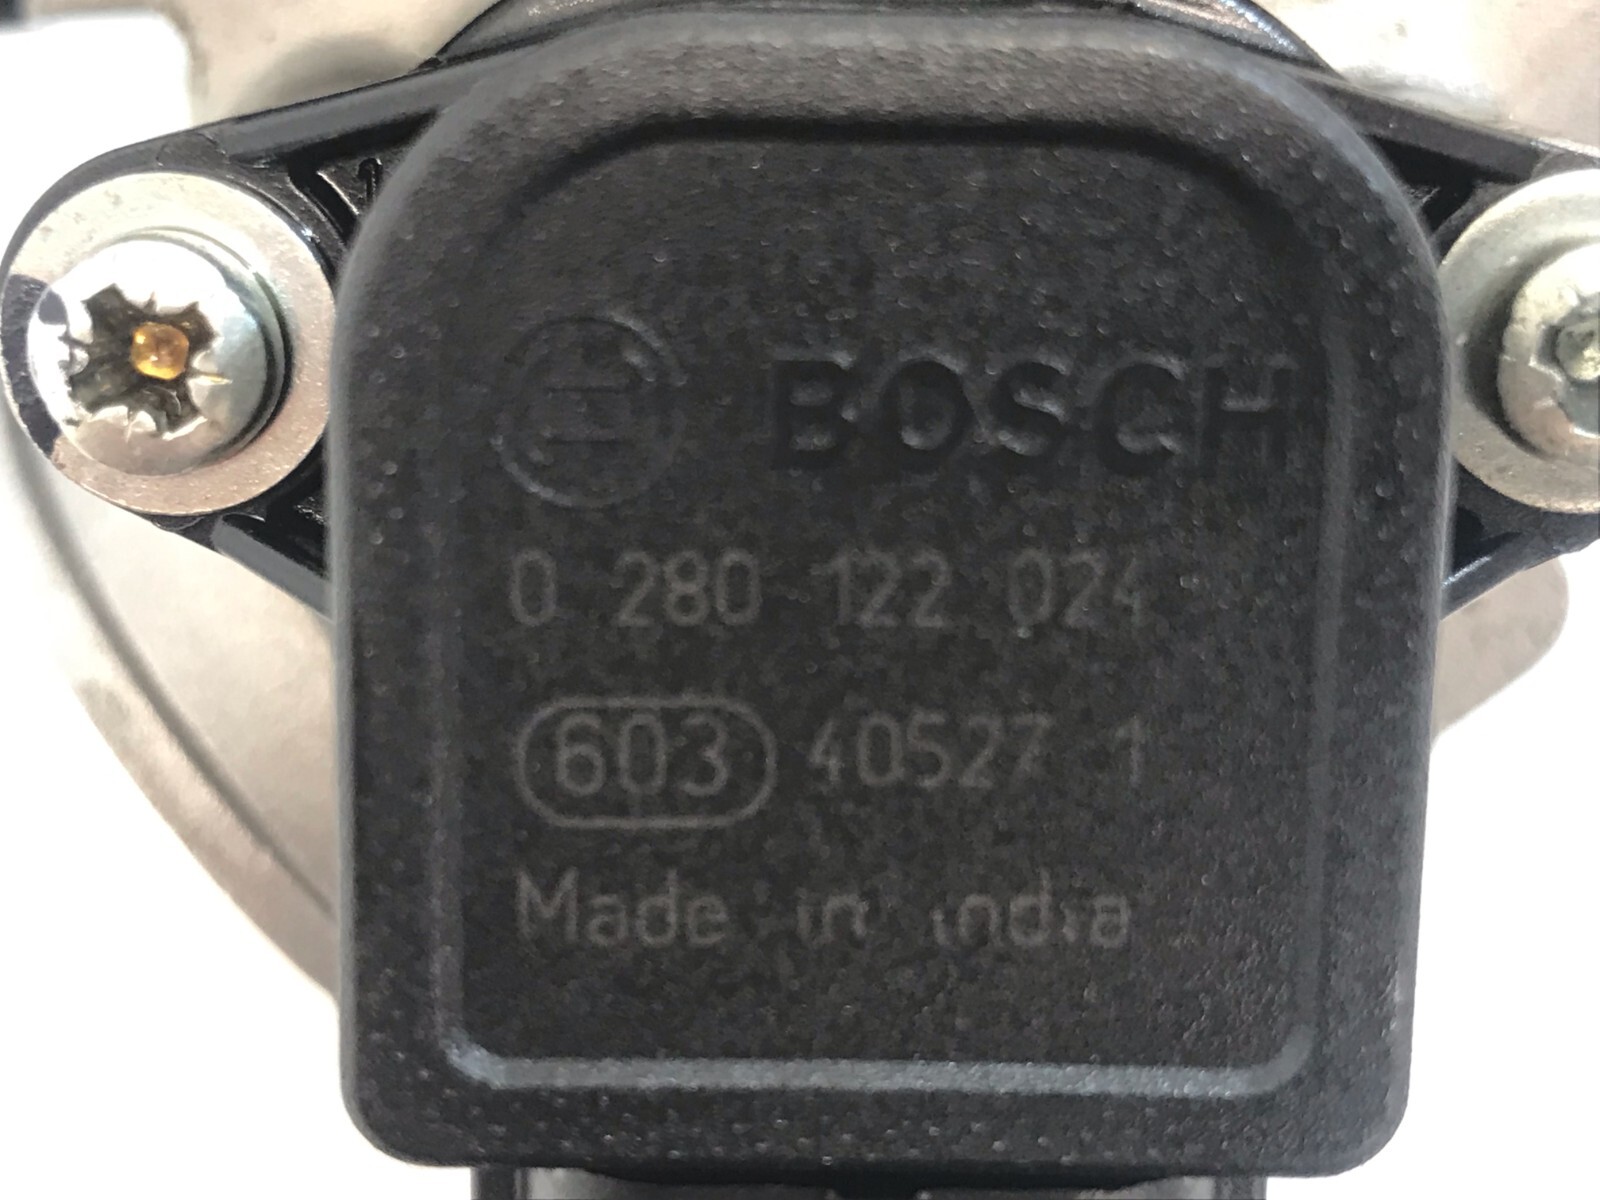 BOSCH
0 280 122 024
603 40527 1
Made in india